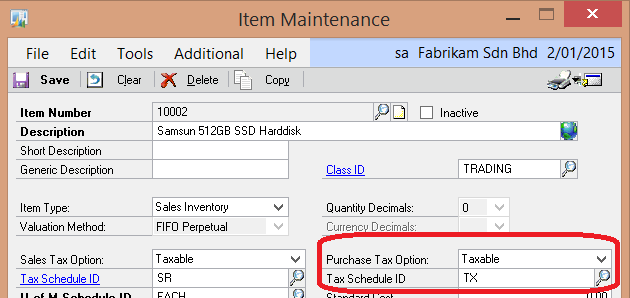 Item Maintenance
File Edit Tools Additional Help sa Fabrikam Sdn Bhd 2/01/2015
Save Clear Delete Copy
Item Number 10002 Inactive
Description Samsun 512GB SSD Harddisk
Short Description
Generic Description Class ID TRADING
Item Type: Sales Inventory Quantity Decimals: 0
Valuation Method: FIFO Perpetual Currency Decimals:
Sales Tax Option: Taxable Purchase Tax Option: Taxable
Tax Schedule ID SR Tax Schedule ID TX
U of M Schedule ID EACH Standard Cost 0.00